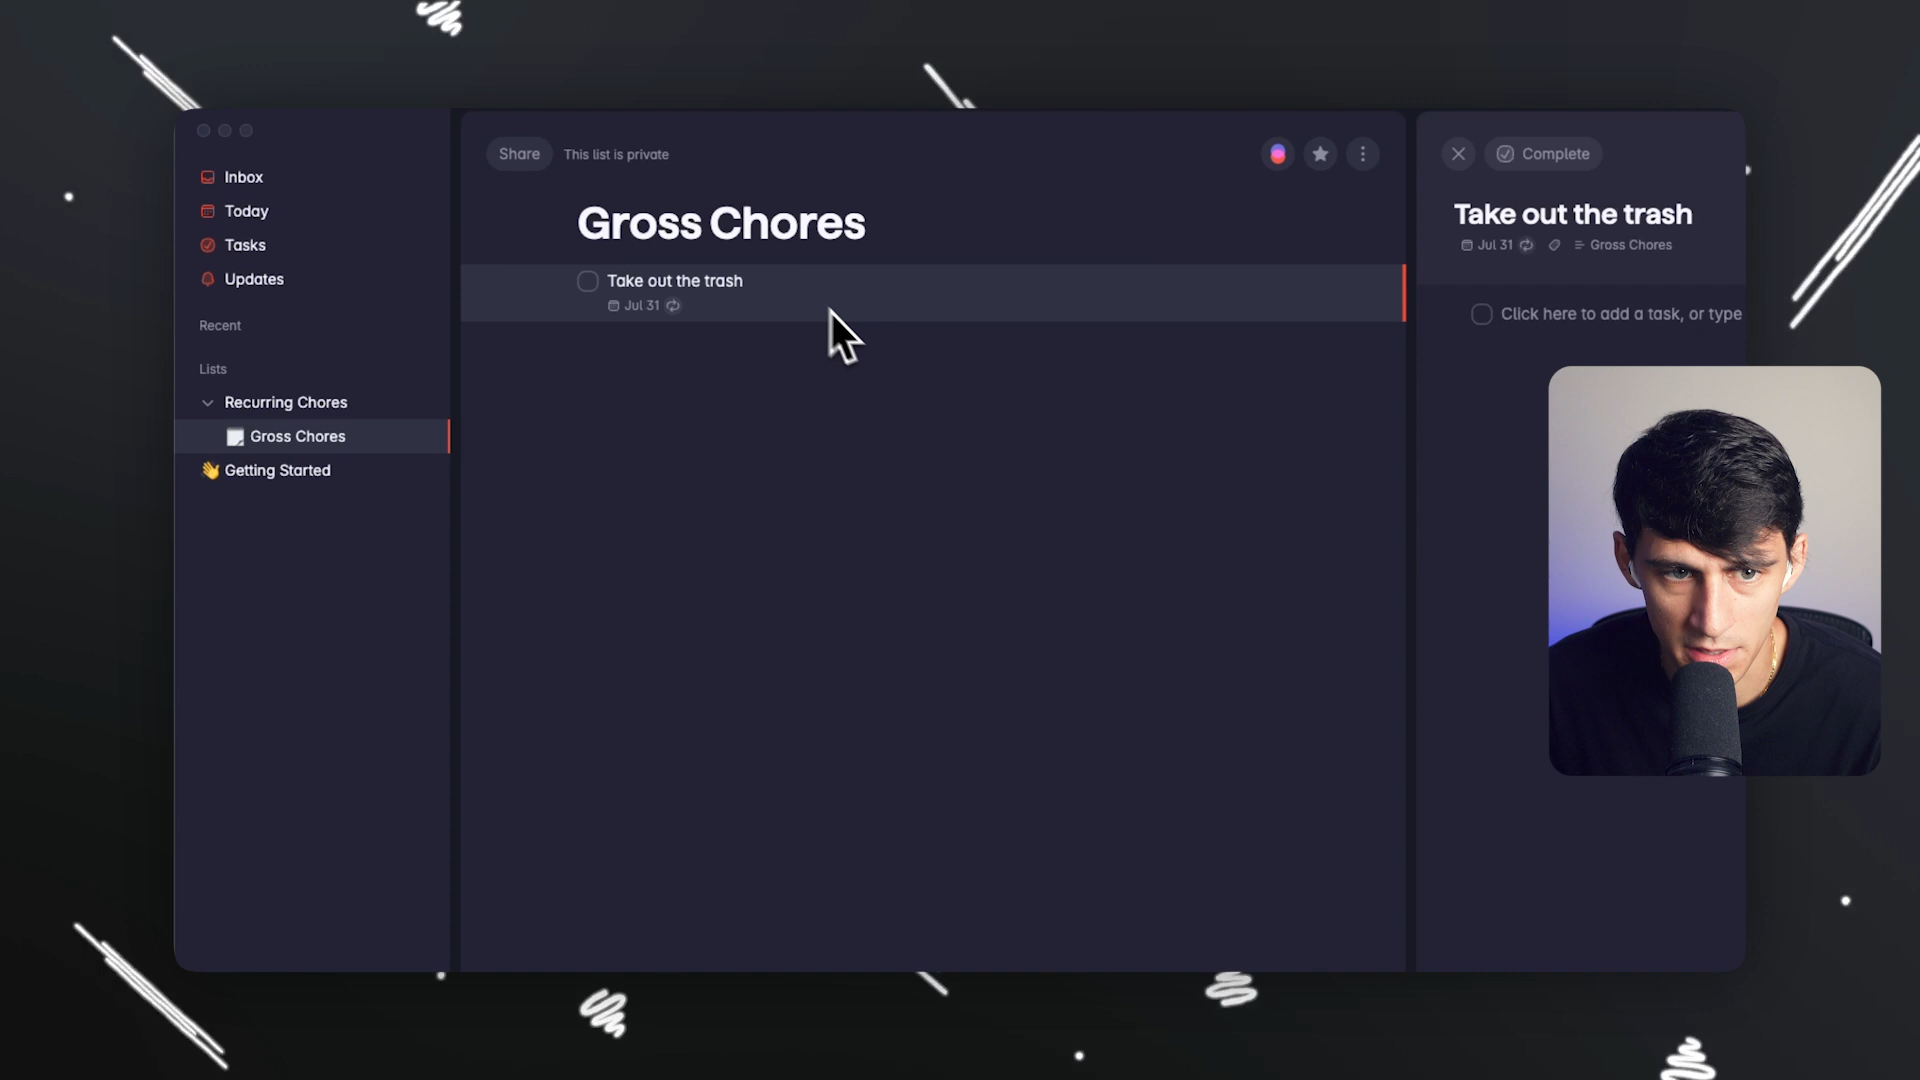 Inbox
Today
Tasks
Updates
Recent
Lists
Recurring Chores
Gross Chores
Getting Started
Share
This list is private
Gross Chores
Take out the trash
Jul 31
Complete
Take out the trash
Jul 31
Gross Chores
Click here to add a task, or type